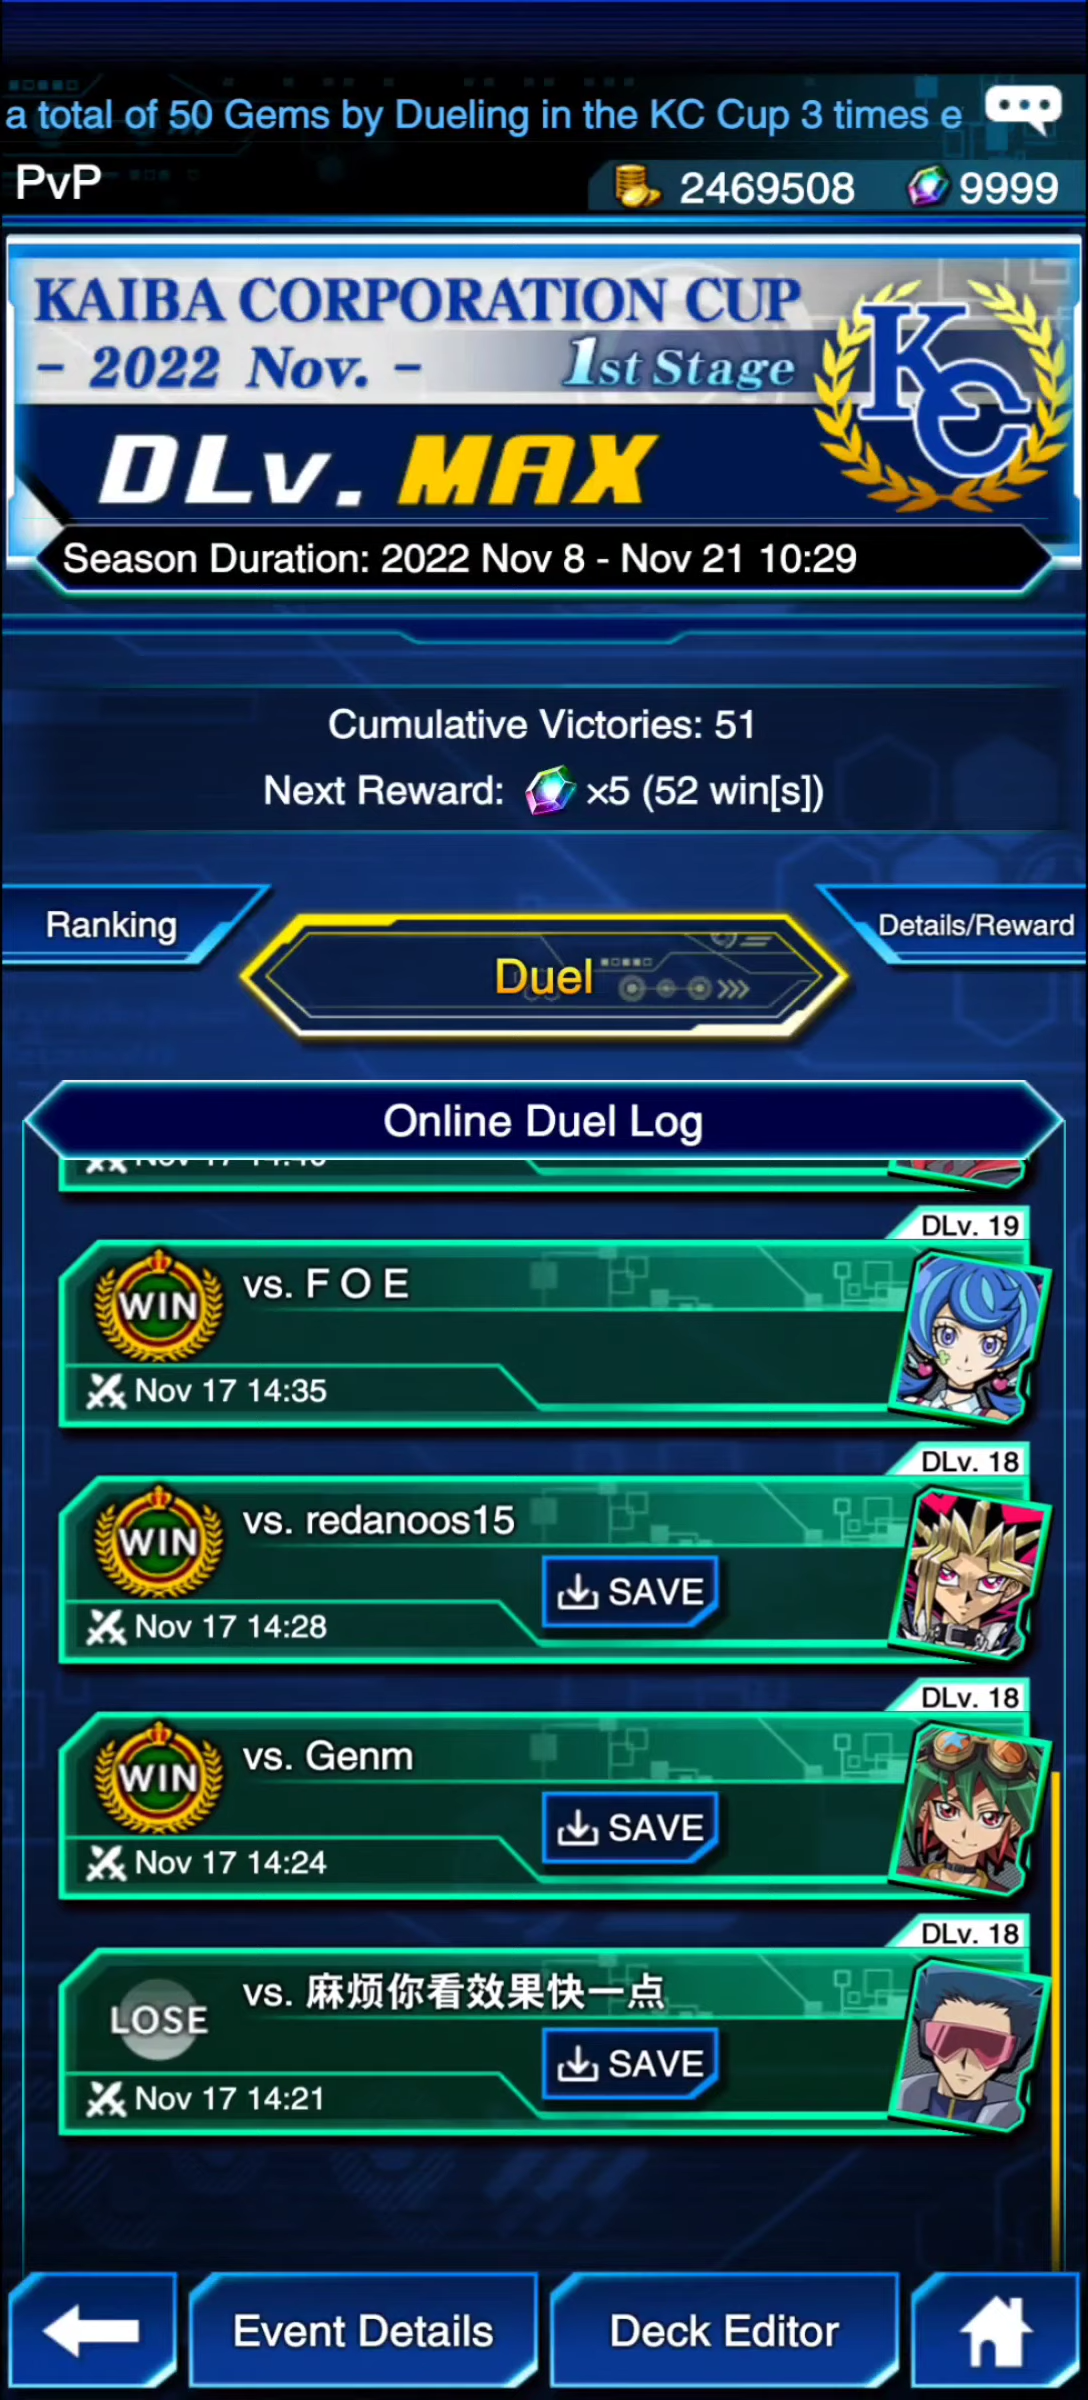 a total of 50 Gems by Dueling in the KC Cup 3 times e
PvP
2469508
9999
KAIBA CORPORATION CUP
- 2022 Nov. -
1st Stage
KC
DLv. MAX
Season Duration: 2022 Nov 8 - Nov 21 10:29
Cumulative Victories: 51
Next Reward: ×5 (52 win[s])
Ranking
Duel
Details/Reward
Online Duel Log
DLv. 19
WIN
vs. F O E
Nov 17 14:35
DLv. 18
WIN
vs. redanoos15
SAVE
Nov 17 14:28
DLv. 18
WIN
vs. Genm
SAVE
Nov 17 14:24
DLv. 18
LOSE
vs. 麻烦你看效果快一点
SAVE
Nov 17 14:21
Event Details
Deck Editor